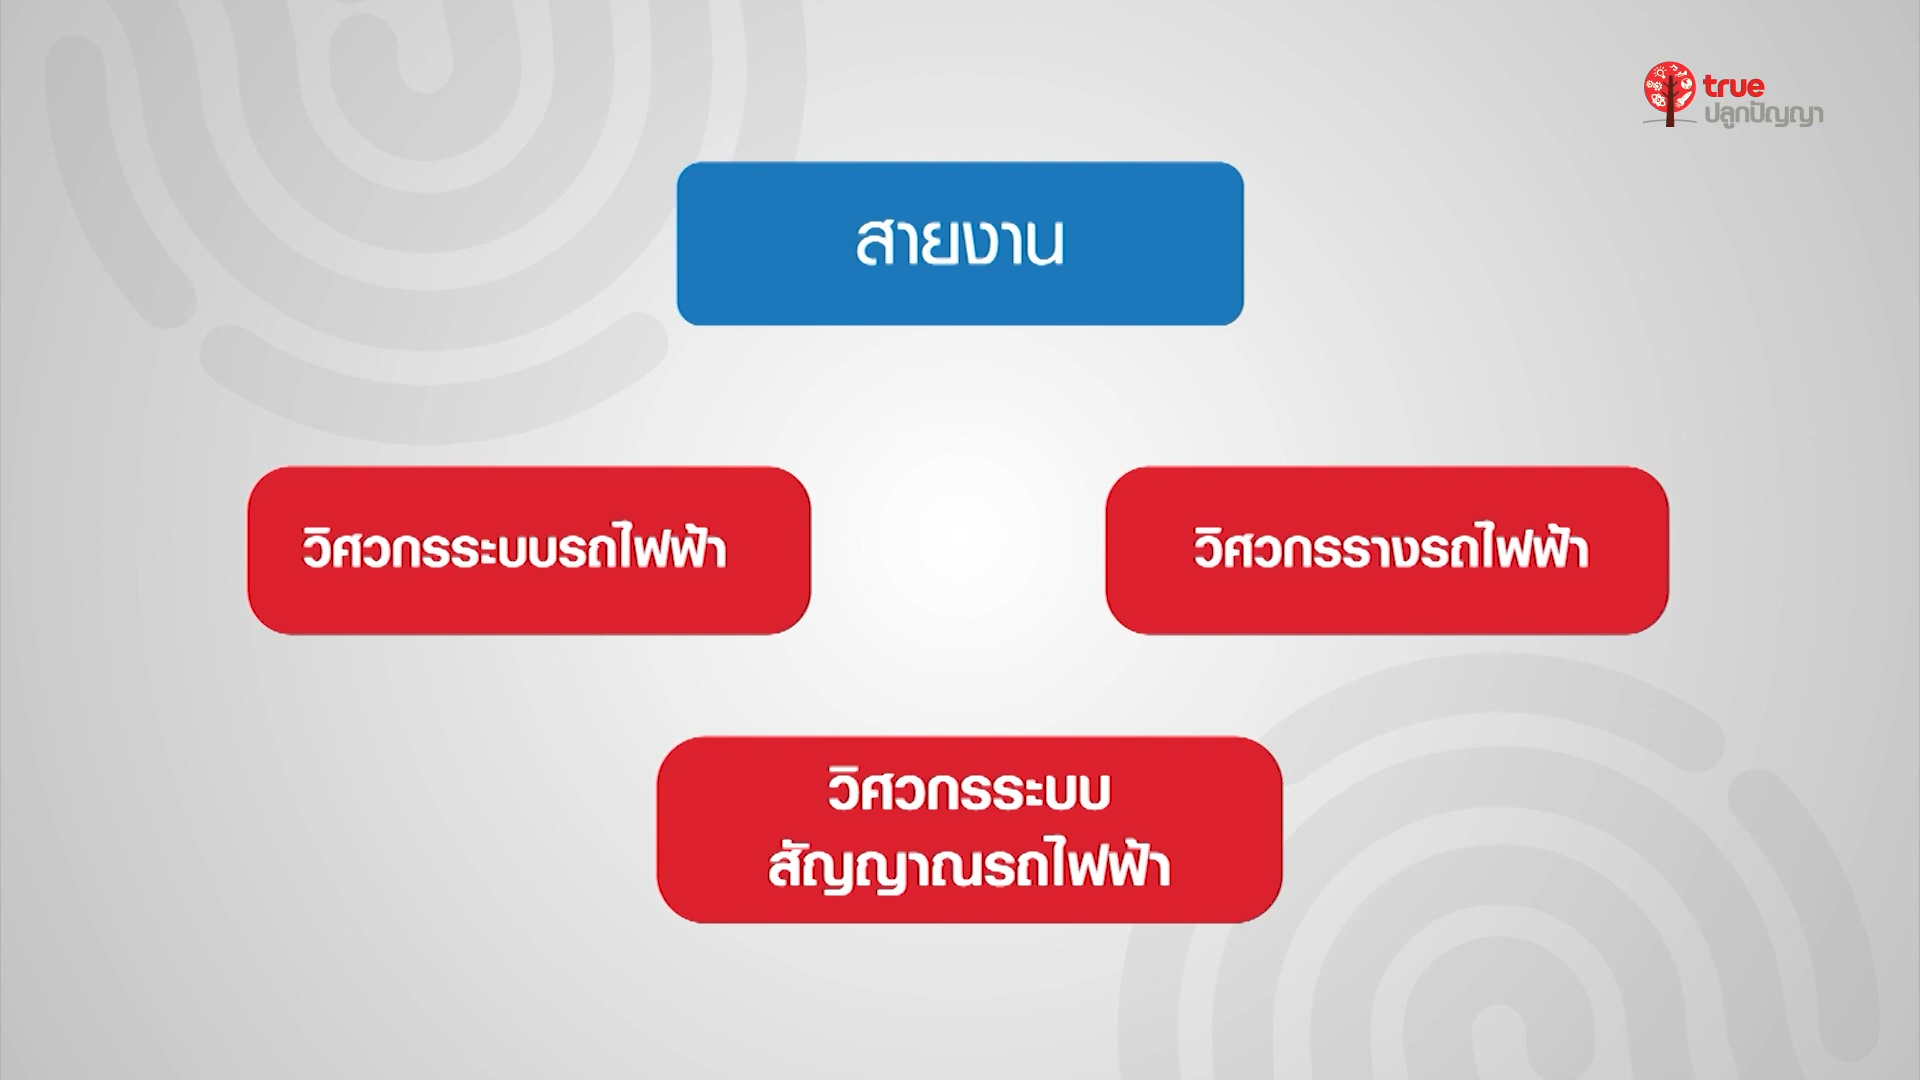 true
ปลูกปัญญา
สายงาน
วิศวกรระบบรถไฟฟ้า
วิศวกรรางรถไฟฟ้า
วิศวกรระบบ
สัญญาณรถไฟฟ้า